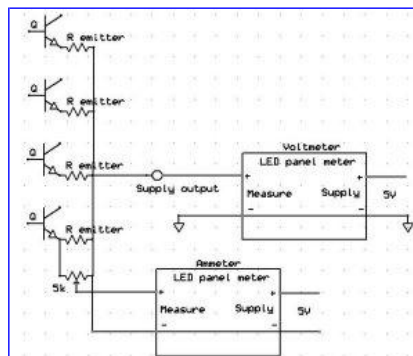 Q
R emitter
Q
R emitter
Q
R emitter
Supply output
Voltmeter
LED panel meter
+ +
Measure Supply 5V
- -
Q
R emitter
5k
Ammeter
LED panel meter
+ +
Measure Supply 5V
- -